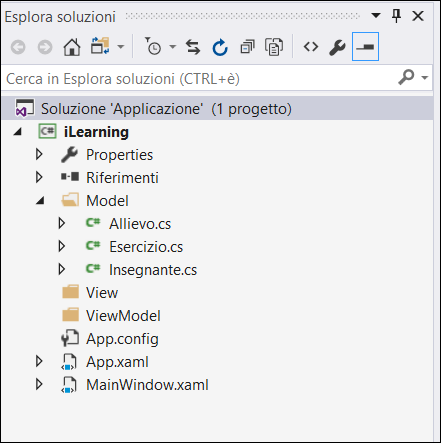 Esplora soluzioni
Cerca in Esplora soluzioni (CTRL+è)
Soluzione 'Applicazione' (1 progetto)
C# iLearning
Properties
Riferimenti
Model
C# Allievo.cs
C# Esercizio.cs
C# Insegnante.cs
View
ViewModel
App.config
App.xaml
MainWindow.xaml